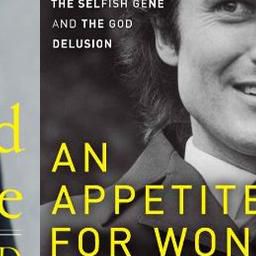 THE SELFISH GENE
AND THE GOD
DELUSION
AN
APPETITE
FOR WON
d
e
D